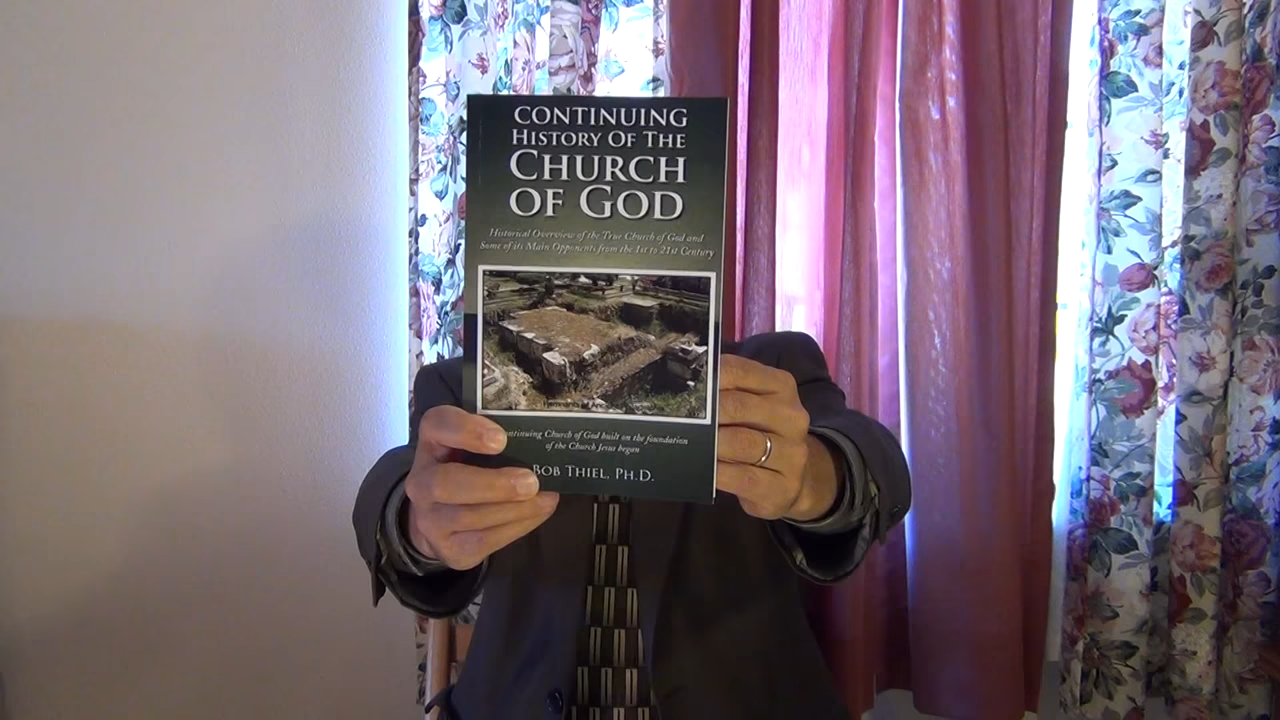 CONTINUING
HISTORY OF THE
CHURCH
OF GOD
Historical Overview of the True Church of God and
Some of its Main Opponents from the 1st to 21st Century
Continuing Church of God built on the foundation
of the Church Jesus began
BOB THIEL, PH.D.